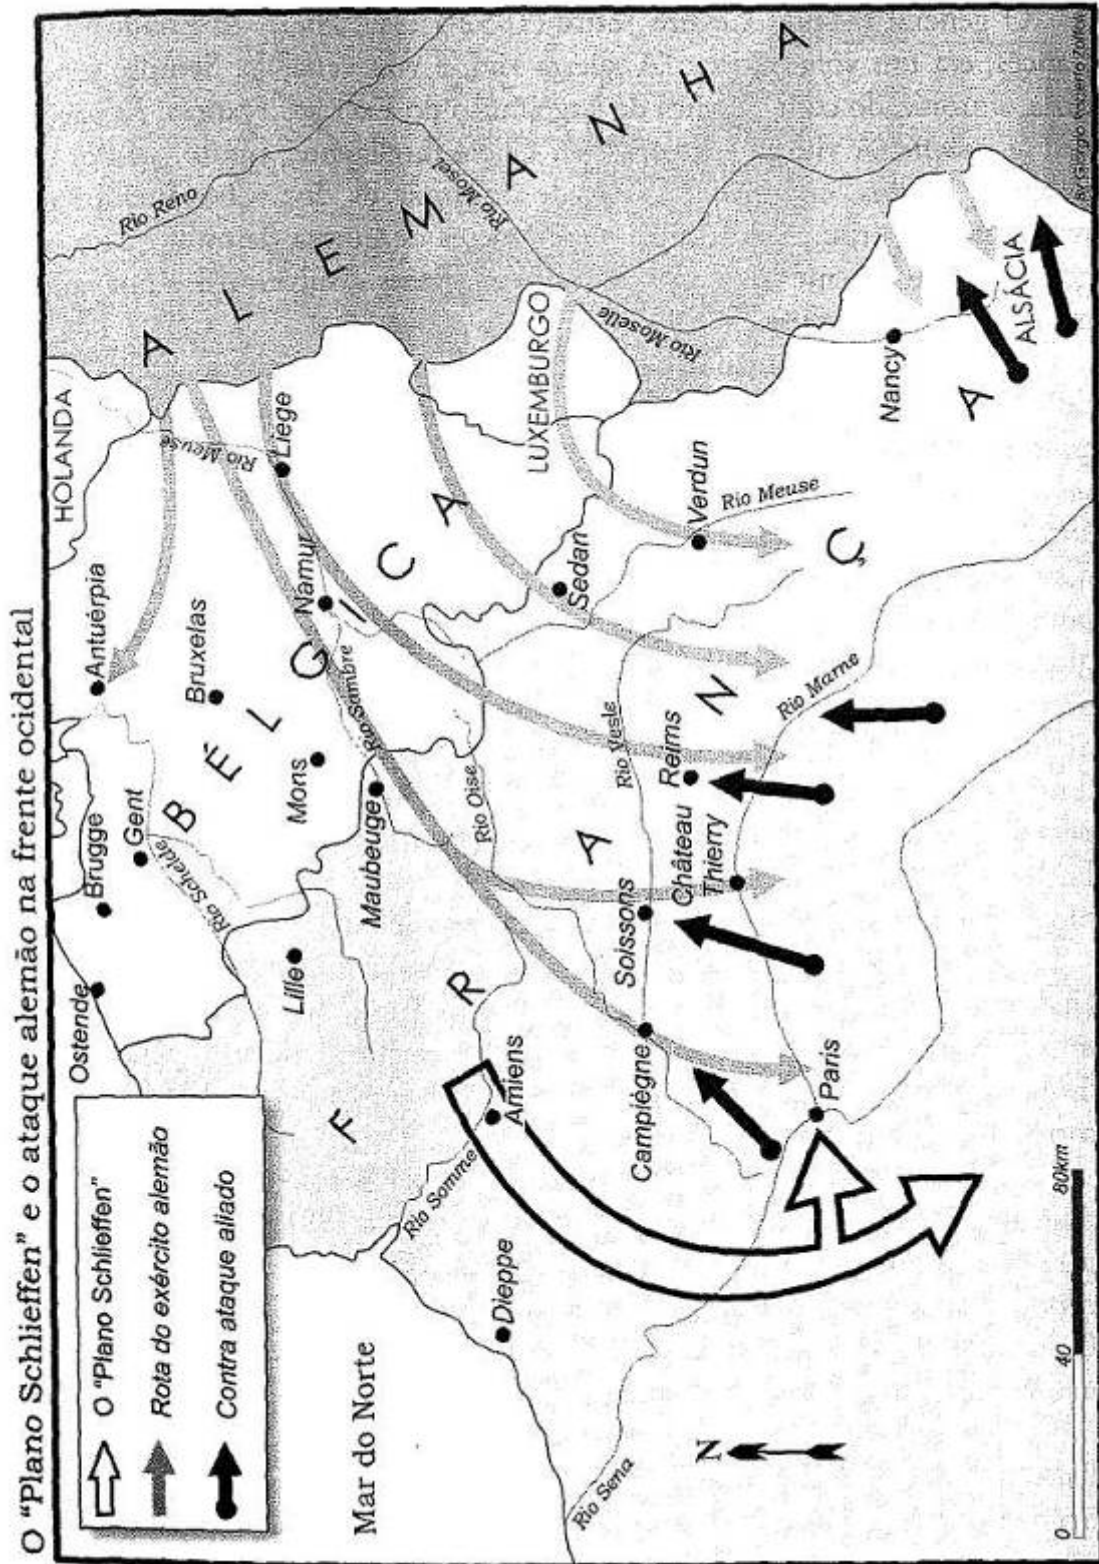 O "Plano Schlieffen" e o ataque alemão na frente ocidental
O "Plano Schlieffen"
Rota do exército alemão
Contra ataque aliado
Mar do Norte
HOLANDA
BÉLGICA
ALEMANHA
LUXEMBURGO
FRANÇA
ALSÁCIA
Ostende
Brugge
Gent
Antuérpia
Bruxelas
Lille
Mons
Namur
Liege
Maubeuge
Amiens
Dieppe
Sedan
Verdun
Nancy
Campiègne
Soissons
Reims
Château
Thierry
Paris
Rio Schelde
Rio Meuse
Rio Reno
Rio Mosel
Rio Moselle
Rio Sambre
Rio Oise
Rio Somme
Rio Vesle
Rio Meuse
Rio Marne
Rio Sena
N
0
40
80km